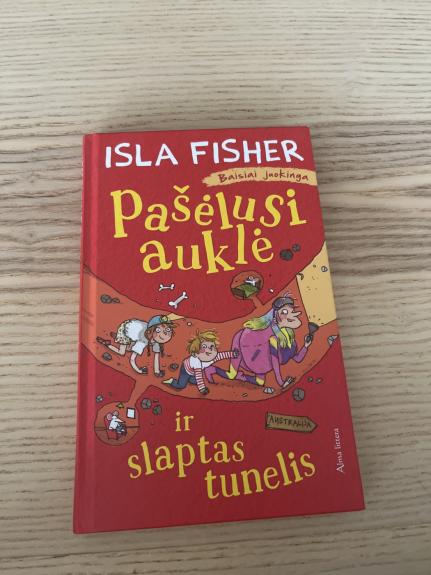 ISLA FISHER
Baisiai juokinga
Pašėlusi
auklė
AUSTRALIJA
ir
slaptas
tunelis
Alma littera